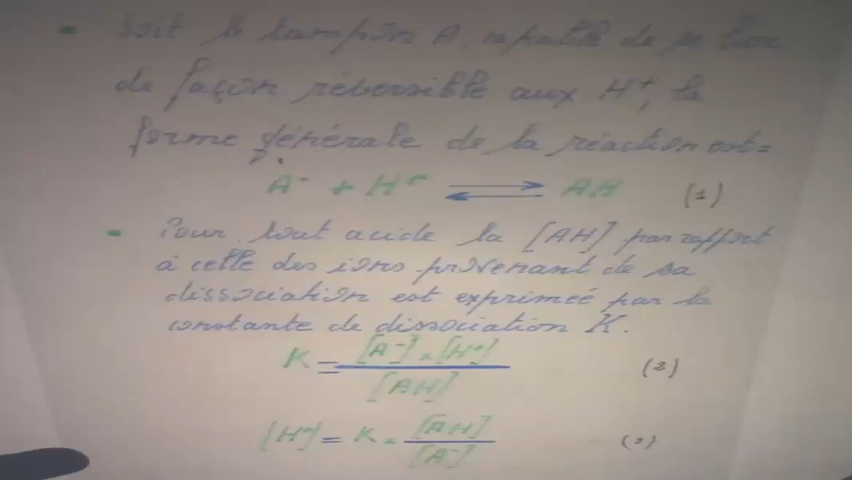 Soit le tampon A, capable de se lier
de façon réversible aux H⁺, la
forme générale de la réaction est =
A⁻ + H⁺ ⇌ AH (1)
Pour tout acide la [AH] par rapport
à celle des ions provenant de sa
dissociation est expriméé par la
constante de dissociation K.
K = [A⁻] × [H⁺] / [AH] (2)
[H⁺] = K × [AH] / [A⁻] (3)